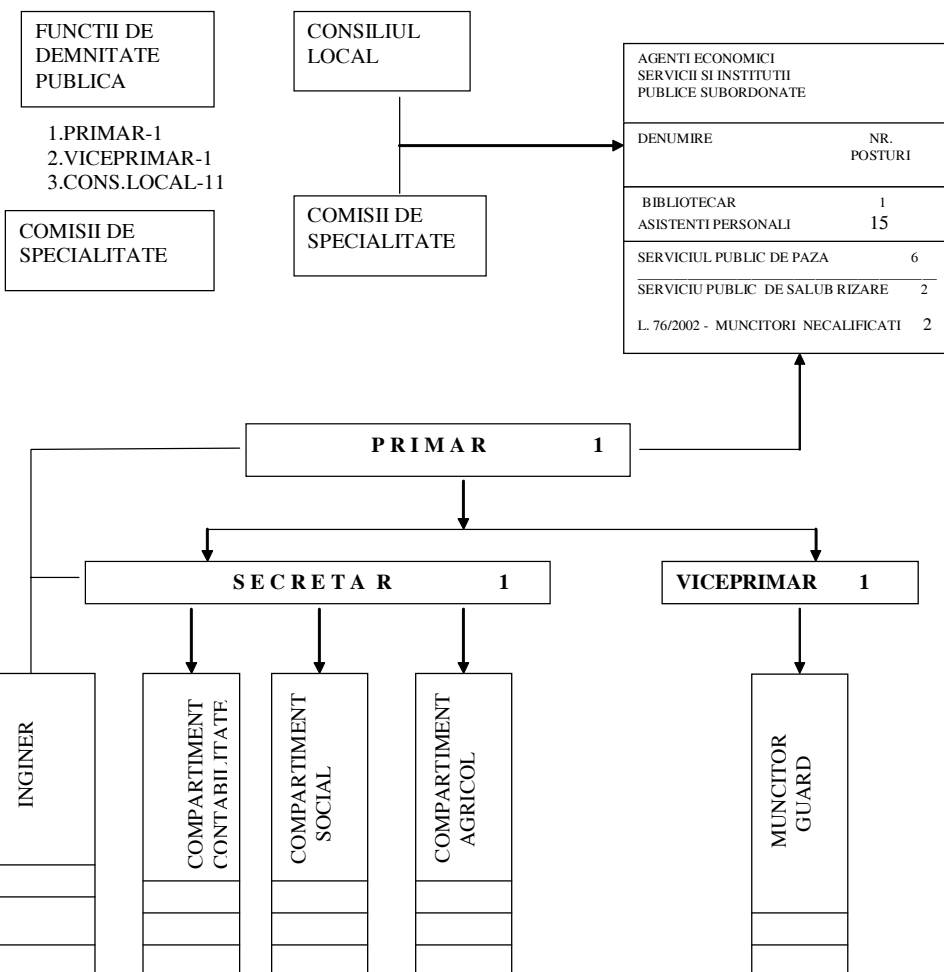 FUNCTII DE
DEMNITATE
PUBLICA
1.PRIMAR-1
2.VICEPRIMAR-1
3.CONS.LOCAL-11
COMISII DE
SPECIALITATE
CONSILIUL
LOCAL
COMISII DE
SPECIALITATE
AGENTI ECONOMICI
SERVICII SI INSTITUTII
PUBLICE SUBORDONATE
DENUMIRE NR.
POSTURI
BIBLIOTECAR 1
ASISTENTI PERSONALI 15
SERVICIUL PUBLIC DE PAZA 6
SERVICIU PUBLIC DE SALUB RIZARE 2
L. 76/2002 - MUNCITORI NECALIFICATI 2
P R I M A R 1
S E C R E T A R 1
VICEPRIMAR 1
INGINER
COMPARTIMENT
CONTABILITATE
COMPARTIMENT
SOCIAL
COMPARTIMENT
AGRICOL
MUNCITOR
GUARD